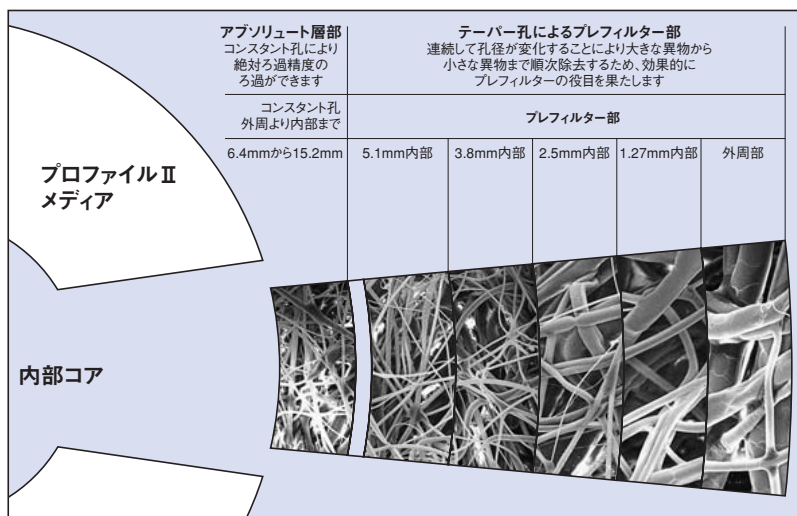 アブソリュート層部
コンスタント孔により
絶対ろ過精度の
ろ過ができます
テーパー孔によるプレフィルター部
連続して孔径が変化することにより大きな異物から
小さな異物まで順次除去するため、効果的に
プレフィルターの役目を果たします
コンスタント孔
外周より内部まで
プレフィルター部
6.4mmから15.2mm
5.1mm内部
3.8mm内部
2.5mm内部
1.27mm内部
外周部
プロファイルⅡ
メディア
内部コア